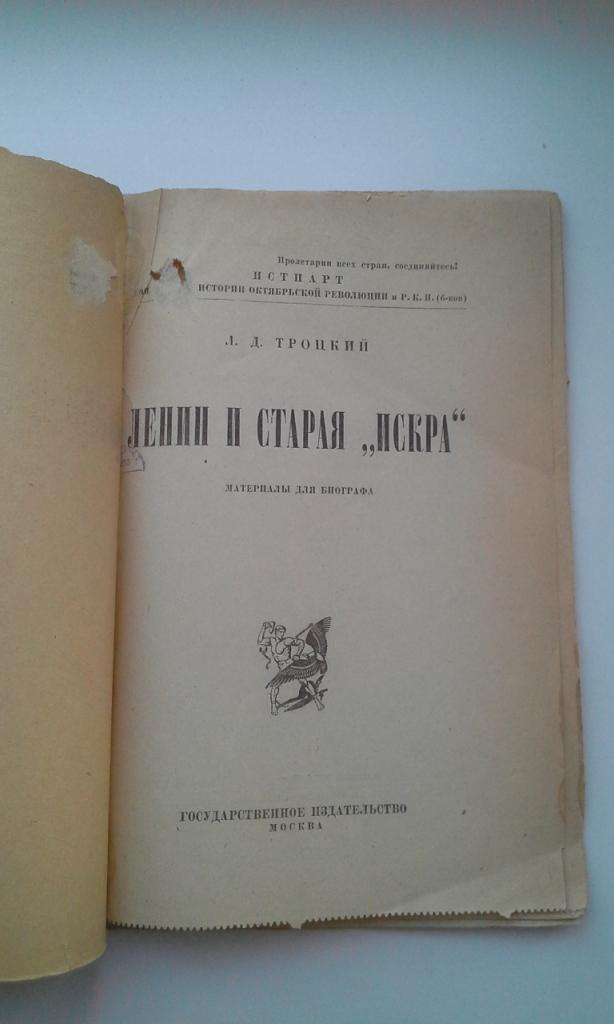 Пролетарии всех стран, соединяйтесь!
ИСТПАРТ
ИСТОРИИ ОКТЯБРЬСКОЙ РЕВОЛЮЦИИ и Р. К. П. (б-ков)
Л. Д. ТРОЦКИЙ
ЛЕНИН И СТАРАЯ „ИСКРА“
МАТЕРИАЛЫ ДЛЯ БИОГРАФА
ГОСУДАРСТВЕННОЕ ИЗДАТЕЛЬСТВО
МОСКВА